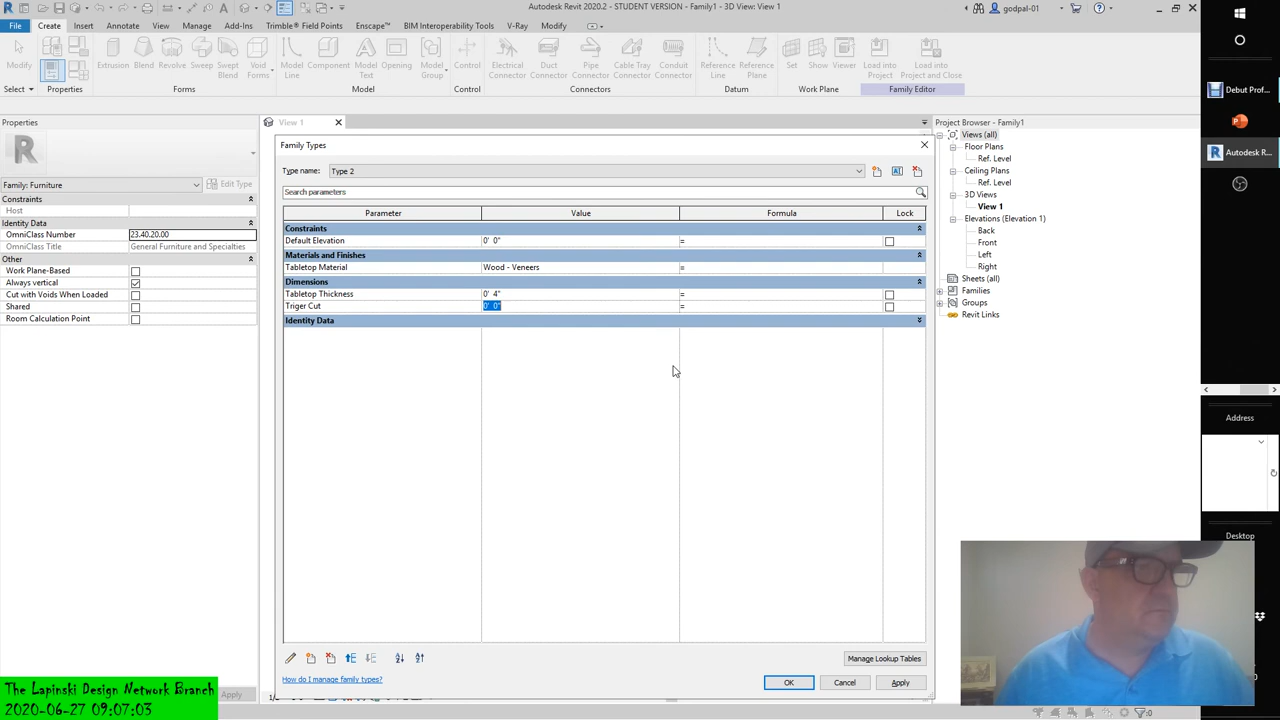 Autodesk Revit 2020.2 - STUDENT VERSION - Family1 - 3D View: View 1
godpal-01
File Create Insert Annotate View Manage Add-Ins Trimble® Field Points Enscape™ BIM Interoperability Tools V-Ray Modify
Modify Extrusion Blend Revolve Sweep Swept Blend Void Forms Model Line Component Model Text Opening Model Group Control Electrical Connector Duct Connector Pipe Connector Cable Tray Connector Conduit Connector Reference Line Reference Plane Set Show Viewer Load into Project Load into Project and Close
Select Properties Forms Model Control Connectors Datum Work Plane Family Editor
Debut Prof...
Autodesk R...
Properties
Family: Furniture
Edit Type
Constraints
Host
Identity Data
OmniClass Number 23.40.20.00
OmniClass Title General Furniture and Specialties
Other
Work Plane-Based
Always vertical
Cut with Voids When Loaded
Shared
Room Calculation Point
Apply
View 1
Family Types
Type name: Type 2
Search parameters
Parameter Value Formula Lock
Constraints
Default Elevation 0' 0" =
Materials and Finishes
Tabletop Material Wood - Veneers =
Dimensions
Tabletop Thickness 0' 4" =
Triger Cut 0' 0" =
Identity Data
Manage Lookup Tables
How do I manage family types?
OK Cancel Apply
Project Browser - Family1
Views (all)
Floor Plans
Ref. Level
Ceiling Plans
Ref. Level
3D Views
View 1
Elevations (Elevation 1)
Back
Front
Left
Right
Sheets (all)
Families
Groups
Revit Links
Address
Desktop
:0
The Lapinski Design Network Branch
2020-06-27 09:07:03